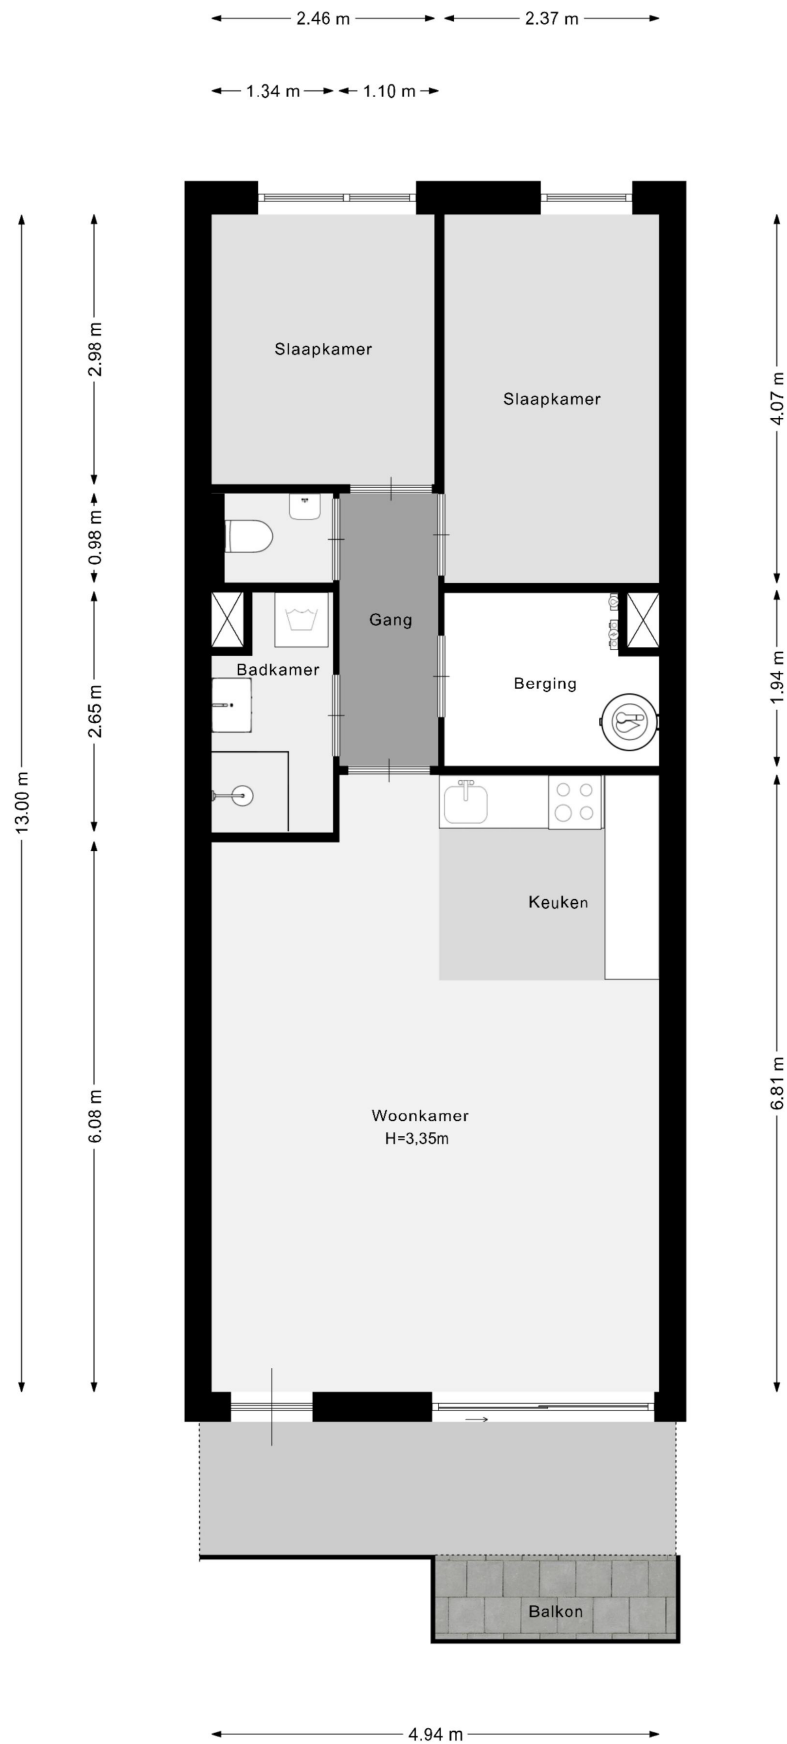 2.46 m
2.37 m
1.34 m
1.10 m
2.98 m
4.07 m
Slaapkamer
Slaapkamer
0.98 m
Gang
2.65 m
Badkamer
Berging
1.94 m
13.00 m
Keuken
6.08 m
6.81 m
Woonkamer
H=3,35m
Balkon
4.94 m